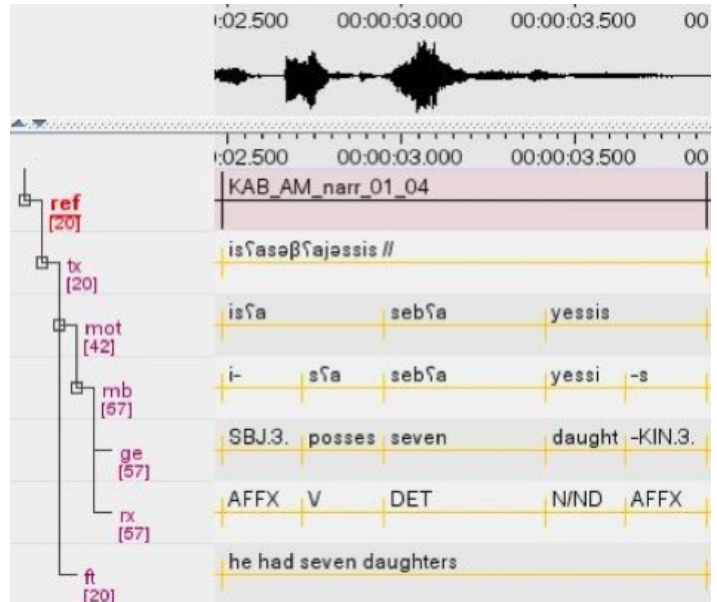 :02.500 00:00:03.000 00:00:03.500 00
:02.500 00:00:03.000 00:00:03.500 00
ref KAB_AM_narr_01_04
[20]
tx isʕasəβʕajəssis //
[20]
mot isʕa sebʕa yessis
[42]
mb i- sʕa sebʕa yessi -s
[57]
ge SBJ.3. posses seven daught -KIN.3.
[57]
rx AFFX V DET N/ND AFFX
[57]
ft he had seven daughters
[20]